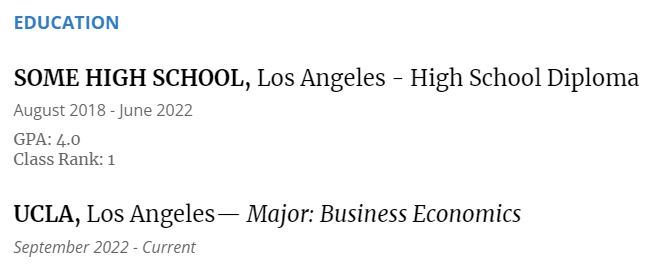 EDUCATION
SOME HIGH SCHOOL, Los Angeles - High School Diploma
August 2018 - June 2022
GPA: 4.0
Class Rank: 1
UCLA, Los Angeles— Major: Business Economics
September 2022 - Current